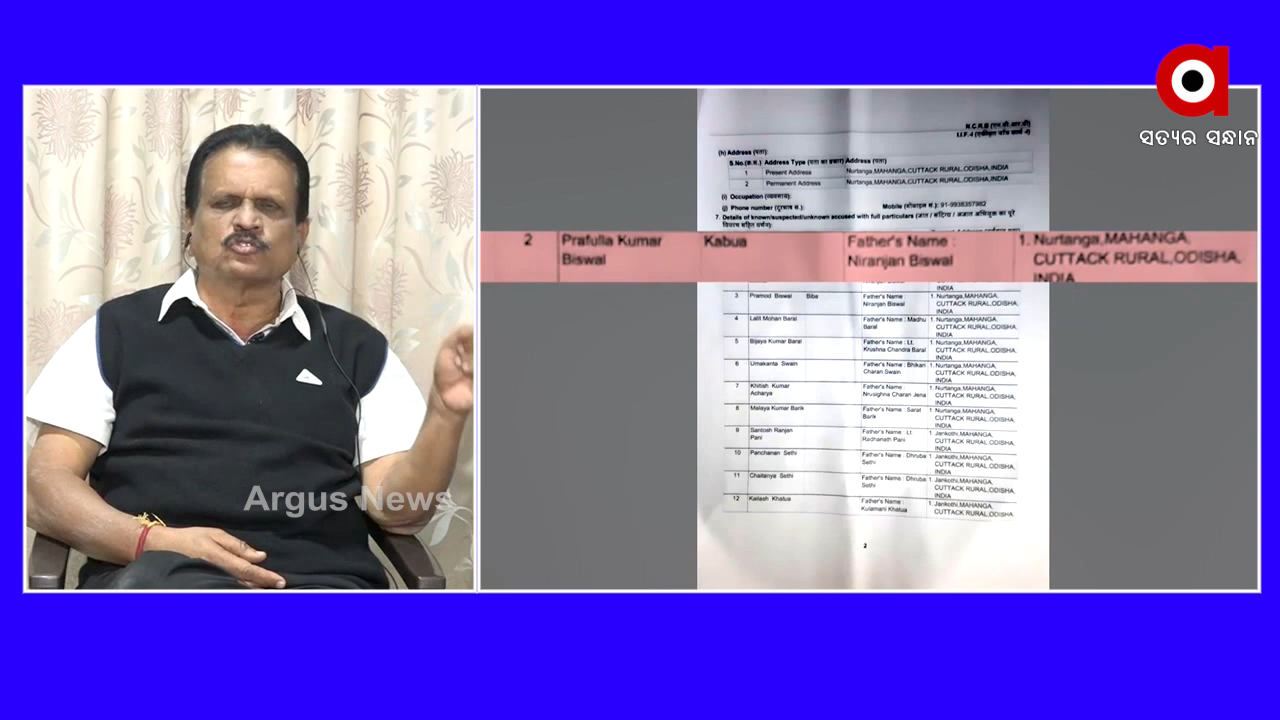 ସତ୍ୟର ସନ୍ଧାନ
Argus News
N.C.R.B (एन.सी.आर.बी)
I.I.F.-I (एकीकृत जाँच फार्म -I)
(h) Address (पता):
S.No.(क्र.सं.) Address Type (पता का प्रकार) Address (पता)
1 Present Address Nurtanga,MAHANGA,CUTTACK RURAL,ODISHA,INDIA
2 Permanent Address Nurtanga,MAHANGA,CUTTACK RURAL,ODISHA,INDIA
(i) Occupation (व्यवसाय):
(j) Phone number (दूरभाष सं.): Mobile (मोबाइल सं.): 91-9938357982
7. Details of known/suspected/unknown accused with full particulars (ज्ञात / संदिग्ध / अज्ञात अभियुक्त का पूरे
विवरण सहित वर्णन):
2 Prafulla Kumar Kabua Father's Name : 1. Nurtanga,MAHANGA,
Biswal Niranjan Biswal CUTTACK RURAL,ODISHA,
INDIA
INDIA
3 Pramod Biswal Biba Father's Name : 1. Nurtanga,MAHANGA,
Niranjan Biswal CUTTACK RURAL,ODISHA,
INDIA
4 Lalit Mohan Baral Father's Name : Madhu 1. Nurtanga,MAHANGA,
Baral CUTTACK RURAL,ODISHA,
INDIA
5 Bijaya Kumar Baral Father's Name : Lt. 1. Nurtanga,MAHANGA,
Krushna Chandra Baral CUTTACK RURAL,ODISHA,
INDIA
6 Umakanta Swain Father's Name : Bhikari 1. Nurtanga,MAHANGA,
Charan Swain CUTTACK RURAL,ODISHA,
INDIA
7 Khitish Kumar Father's Name 1. Nurtanga,MAHANGA,
Acharya Nrusigha Charan Jena CUTTACK RURAL,ODISHA,
INDIA
8 Malaya Kumar Barik Father's Name : Sarat 1. Nurtanga,MAHANGA,
Barik CUTTACK RURAL,ODISHA,
INDIA
9 Santosh Ranjan Father's Name : Lt. 1. Jankothi,MAHANGA,
Pani Radhanath Pani CUTTACK RURAL,ODISHA,
INDIA
10 Panchanan Sethi Father's Name : Dhruba 1. Jankothi,MAHANGA,
Sethi CUTTACK RURAL,ODISHA,
INDIA
11 Chaitanya Sethi Father's Name : Dhruba 1. Jankothi,MAHANGA,
Sethi CUTTACK RURAL,ODISHA,
INDIA
12 Kailash Khatua Father's Name : 1. Jankothi,MAHANGA,
Kulamani Khatua CUTTACK RURAL,ODISHA,
2